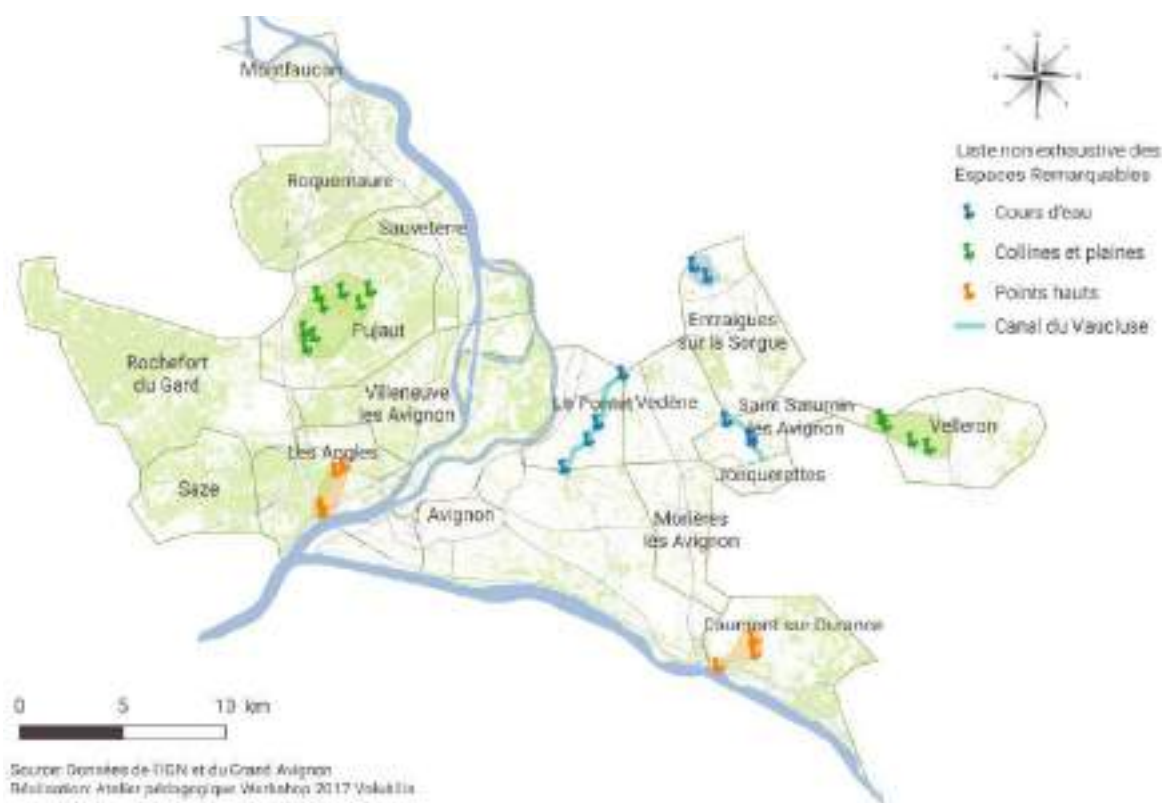 Montfaucon
Roquemaure
Sauveterre
Pujaut
Rochefort
du Gard
Villeneuve
les Avignon
Les Angles
Saze
Avignon
Le Pontet
Vedène
Entraigues
sur la Sorgue
Saint Saturnin
les Avignon
Jonquerettes
Velleron
Morières
lès Avignon
Caumont sur Durance
Liste non exhaustive des
Espaces Remarquables
Cours d'eau
Collines et plaines
Points hauts
Canal du Vaucluse
0 5 10 km
Source: Données de l'IGN et du Grand Avignon
Réalisation: Atelier pédagogique Workshop 2017 Volubilis